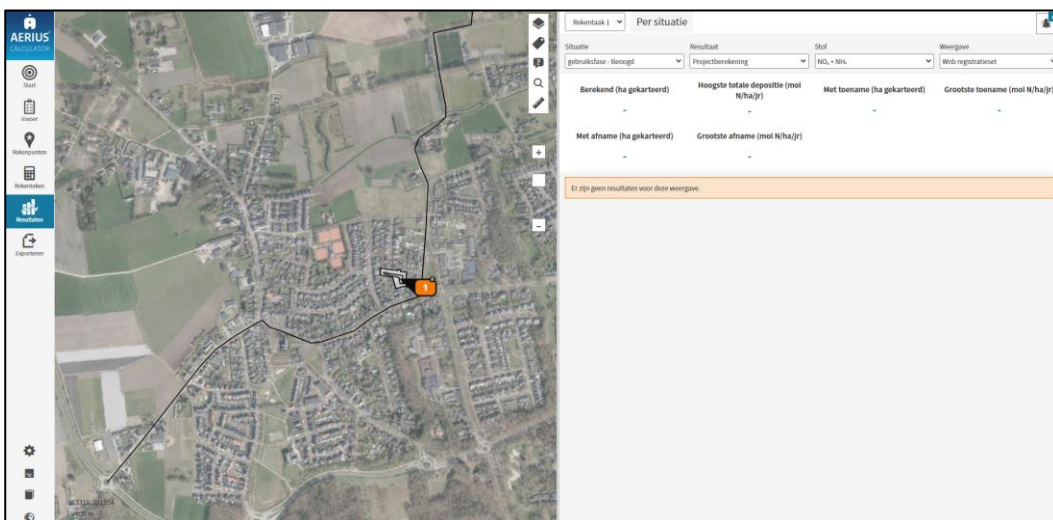 AERIUS
CALCULATOR
Start
Invoer
Rekenpunten
Rekentaken
Resultaten
Exporteren
1
400 m
Rekentaak 1
Per situatie
Situatie
Resultaat
Stof
Weergave
gebruiksfase - Beoogd
Projectberekening
NOₓ + NH₃
Wnb registratieset
Berekend (ha gekarteerd)
Hoogste totale depositie (mol
N/ha/jr)
Met toename (ha gekarteerd)
Grootste toename (mol N/ha/jr)
-
-
-
-
Met afname (ha gekarteerd)
Grootste afname (mol N/ha/jr)
-
-
Er zijn geen resultaten voor deze weergave.